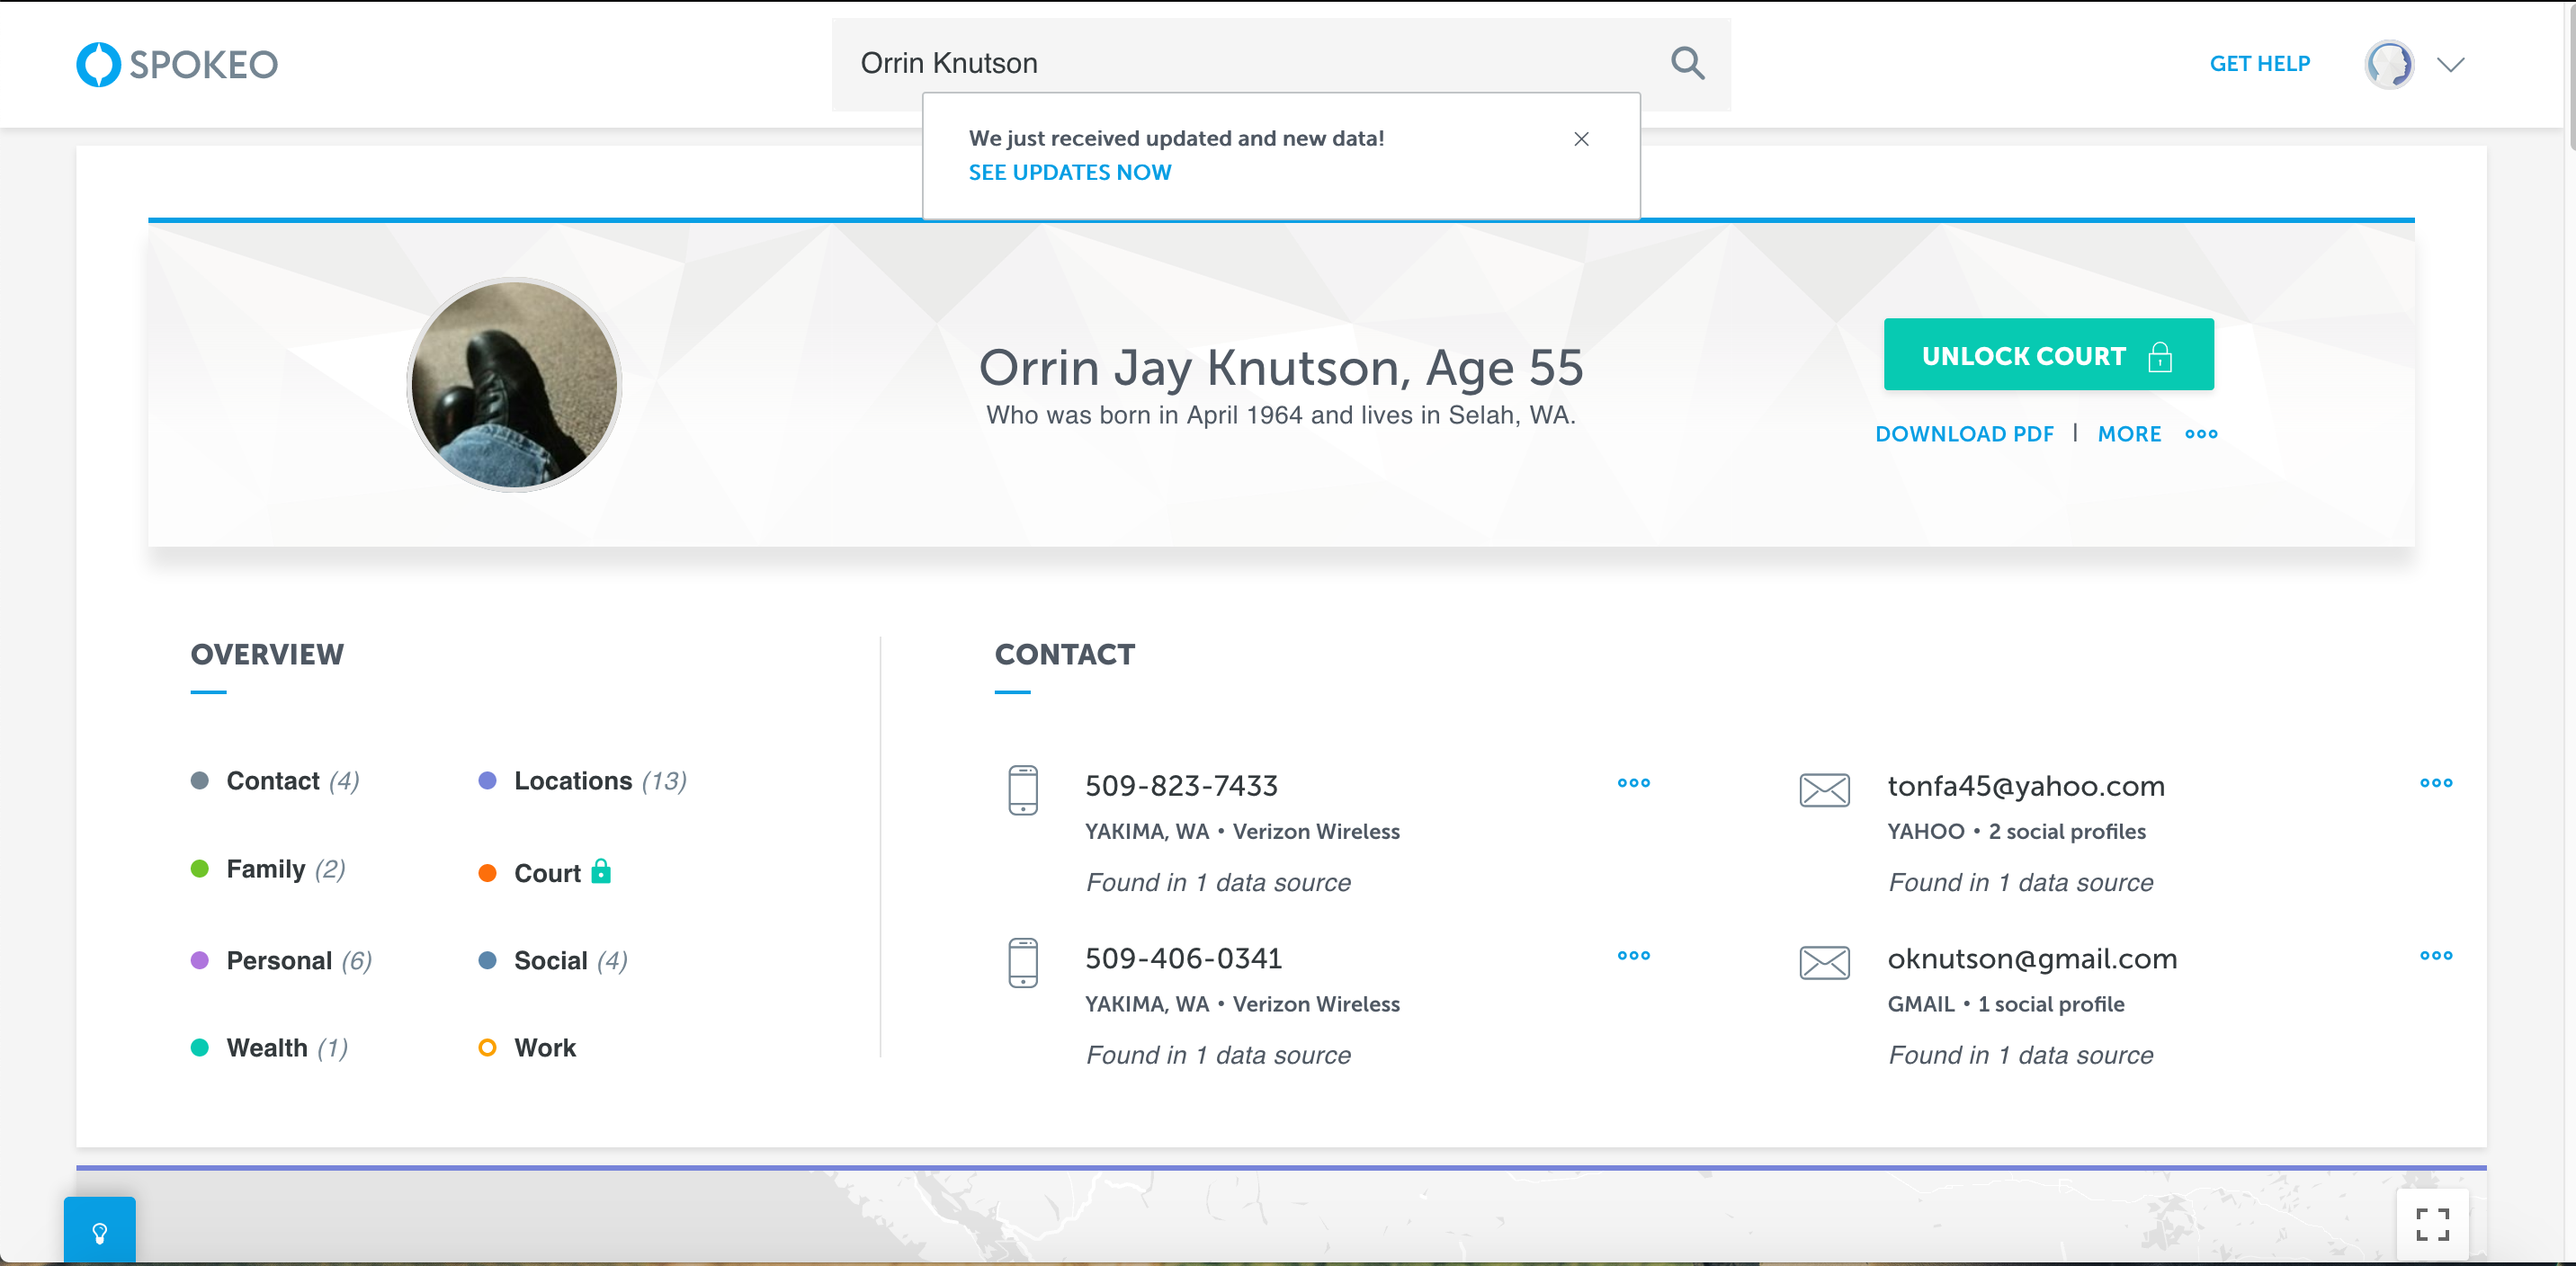 SPOKEO
Orrin Knutson
GET HELP
We just received updated and new data!
SEE UPDATES NOW
Orrin Jay Knutson, Age 55
Who was born in April 1964 and lives in Selah, WA.
UNLOCK COURT
DOWNLOAD PDF | MORE
OVERVIEW
Contact (4)
Locations (13)
Family (2)
Court
Personal (6)
Social (4)
Wealth (1)
Work
CONTACT
509-823-7433
YAKIMA, WA • Verizon Wireless
Found in 1 data source
tonfa45@yahoo.com
YAHOO • 2 social profiles
Found in 1 data source
509-406-0341
YAKIMA, WA • Verizon Wireless
Found in 1 data source
oknutson@gmail.com
GMAIL • 1 social profile
Found in 1 data source